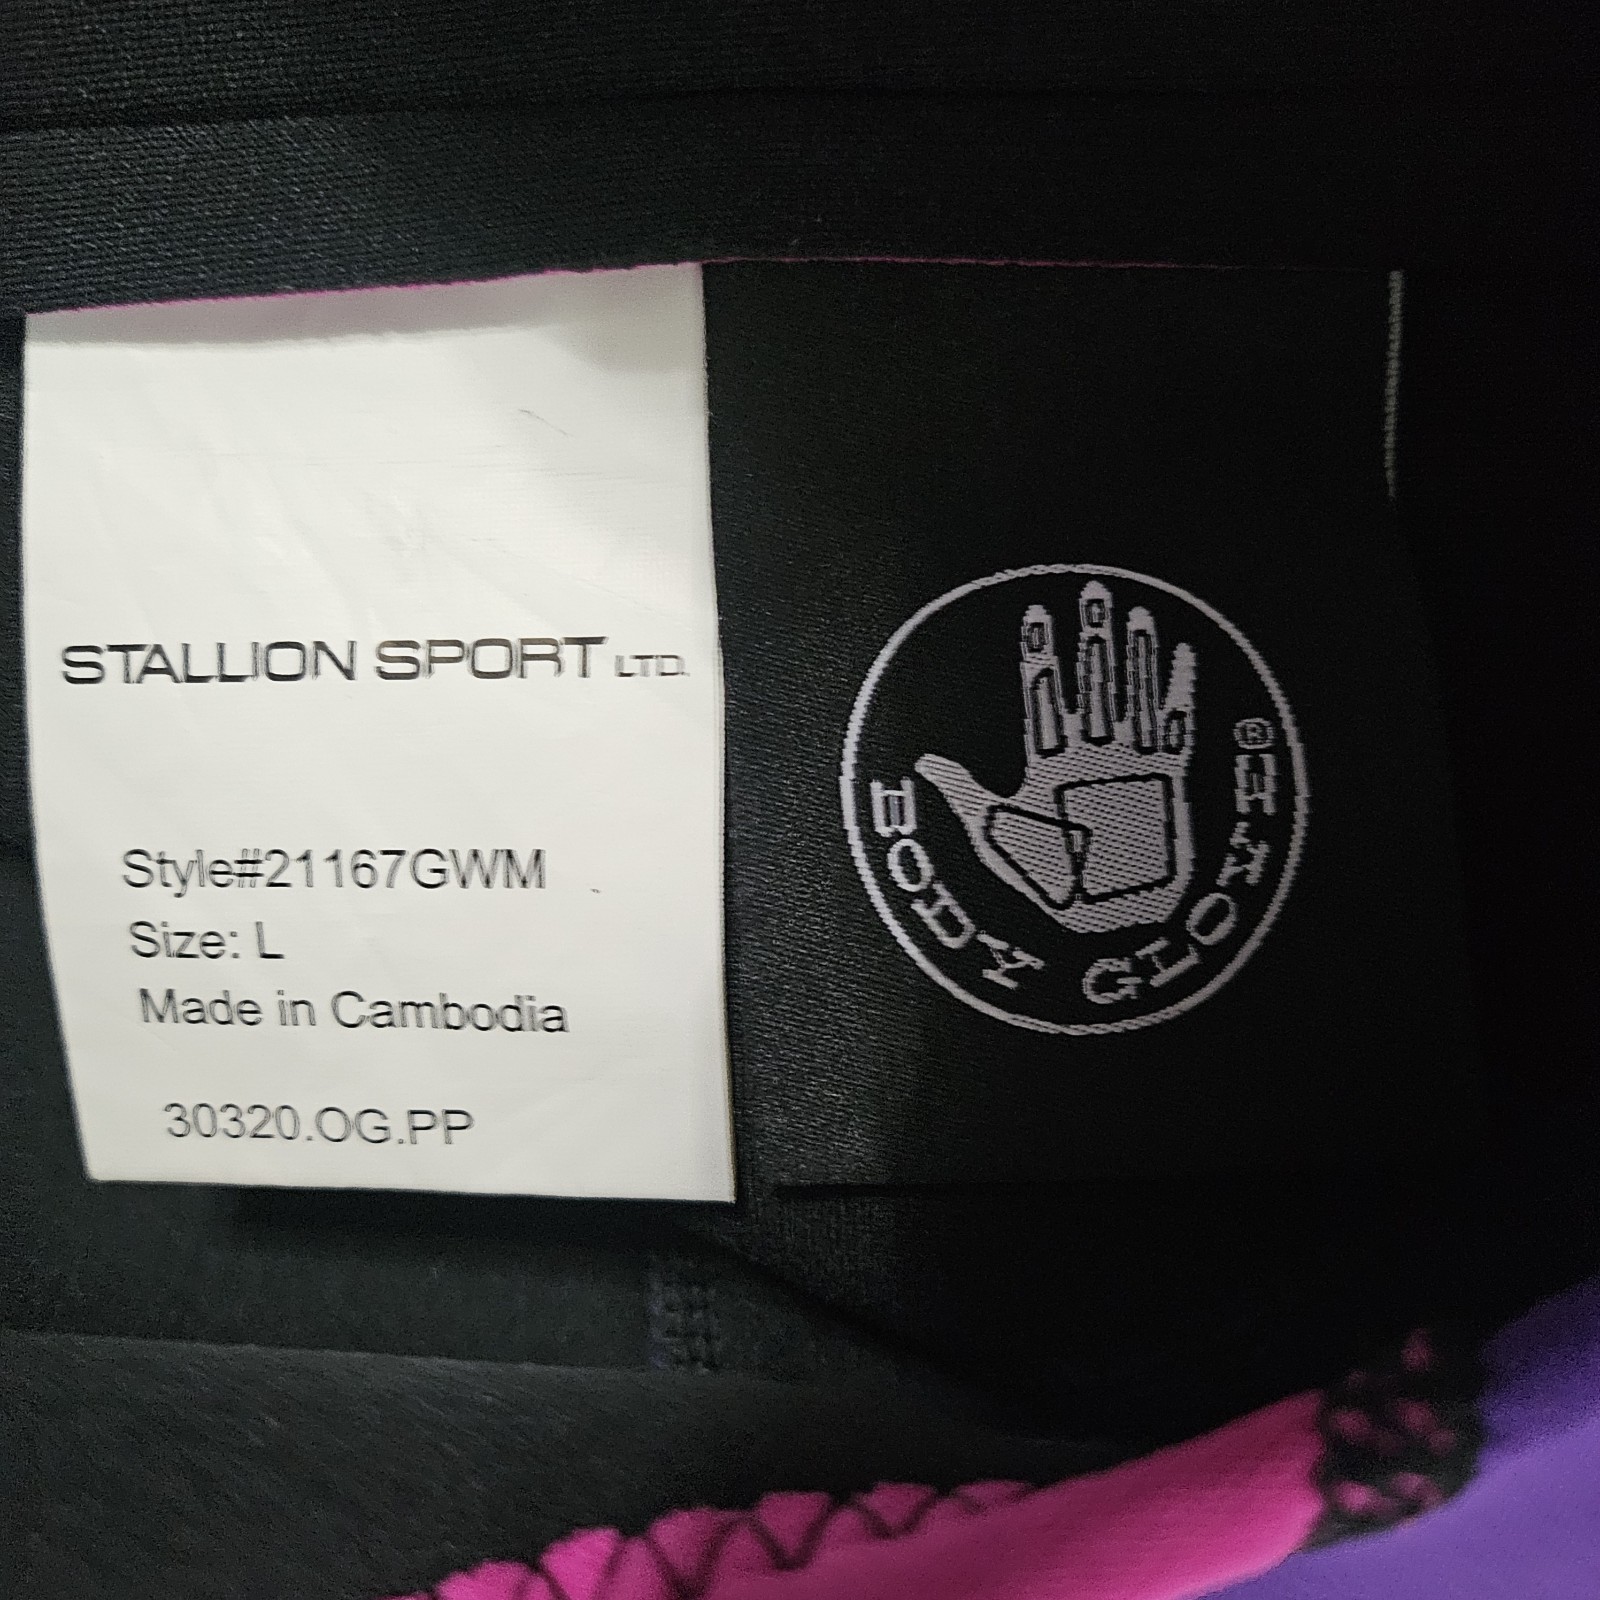 STALLION SPORT LTD.
Style#21167GWM
Size: L
Made in Cambodia
30320.OG.PP
BODY GLOVE®